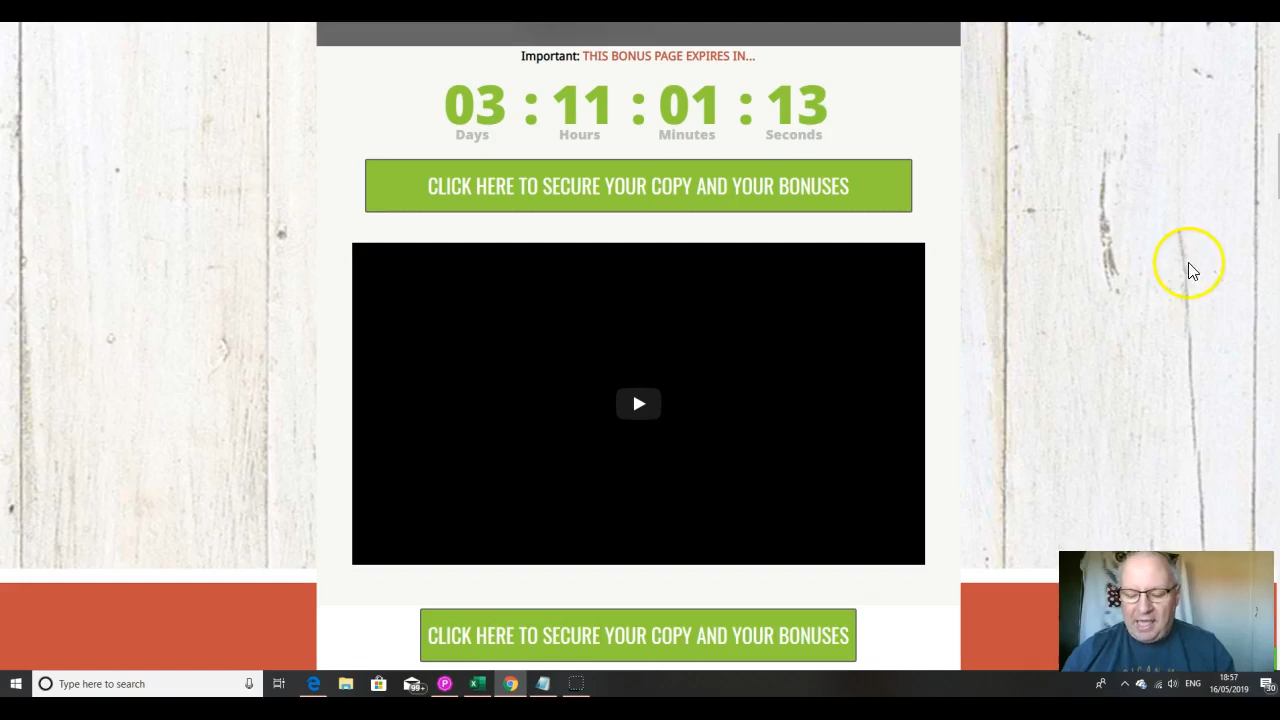 Important: THIS BONUS PAGE EXPIRES IN...
03 : 11 : 01 : 13
Days Hours Minutes Seconds
CLICK HERE TO SECURE YOUR COPY AND YOUR BONUSES
CLICK HERE TO SECURE YOUR COPY AND YOUR BONUSES
Type here to search
99+
ENG
18:57
16/05/2019
30